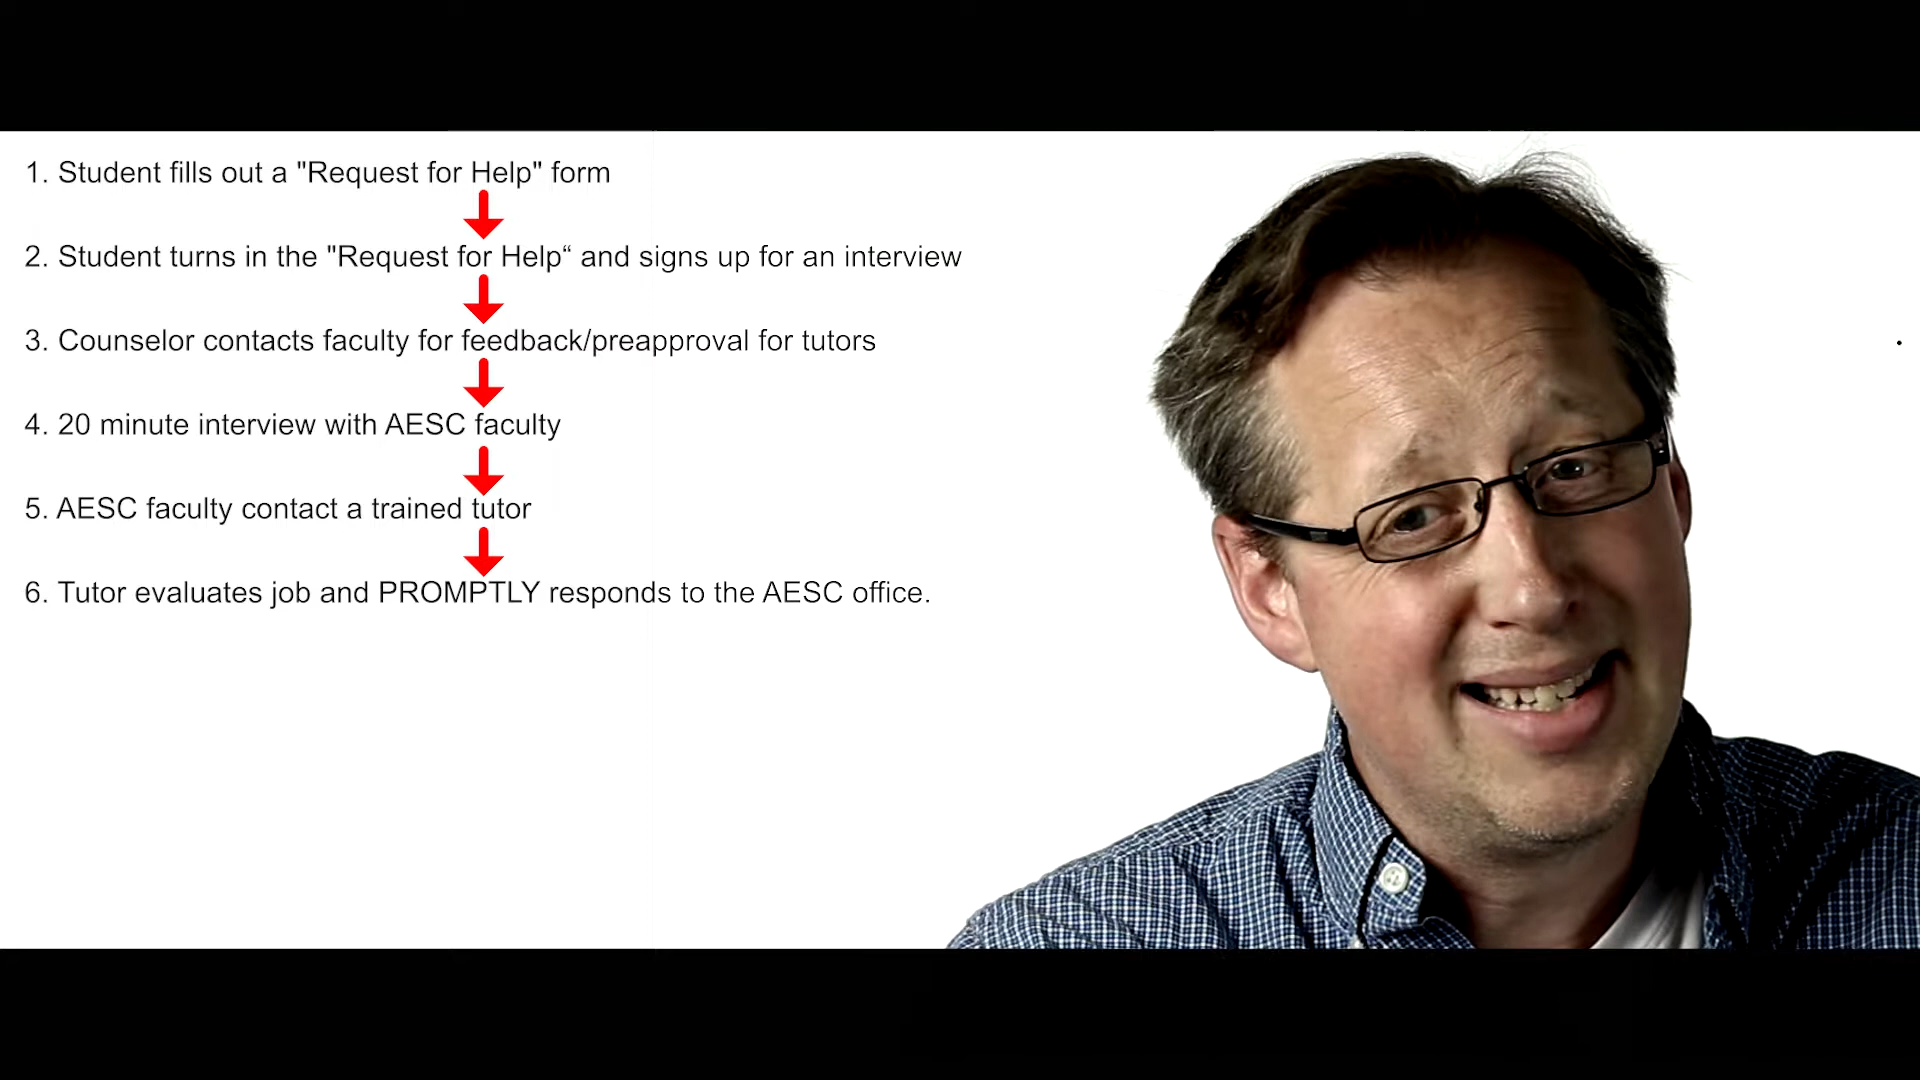 1. Student fills out a "Request for Help" form
2. Student turns in the "Request for Help“ and signs up for an interview
3. Counselor contacts faculty for feedback/preapproval for tutors
4. 20 minute interview with AESC faculty
5. AESC faculty contact a trained tutor
6. Tutor evaluates job and PROMPTLY responds to the AESC office.